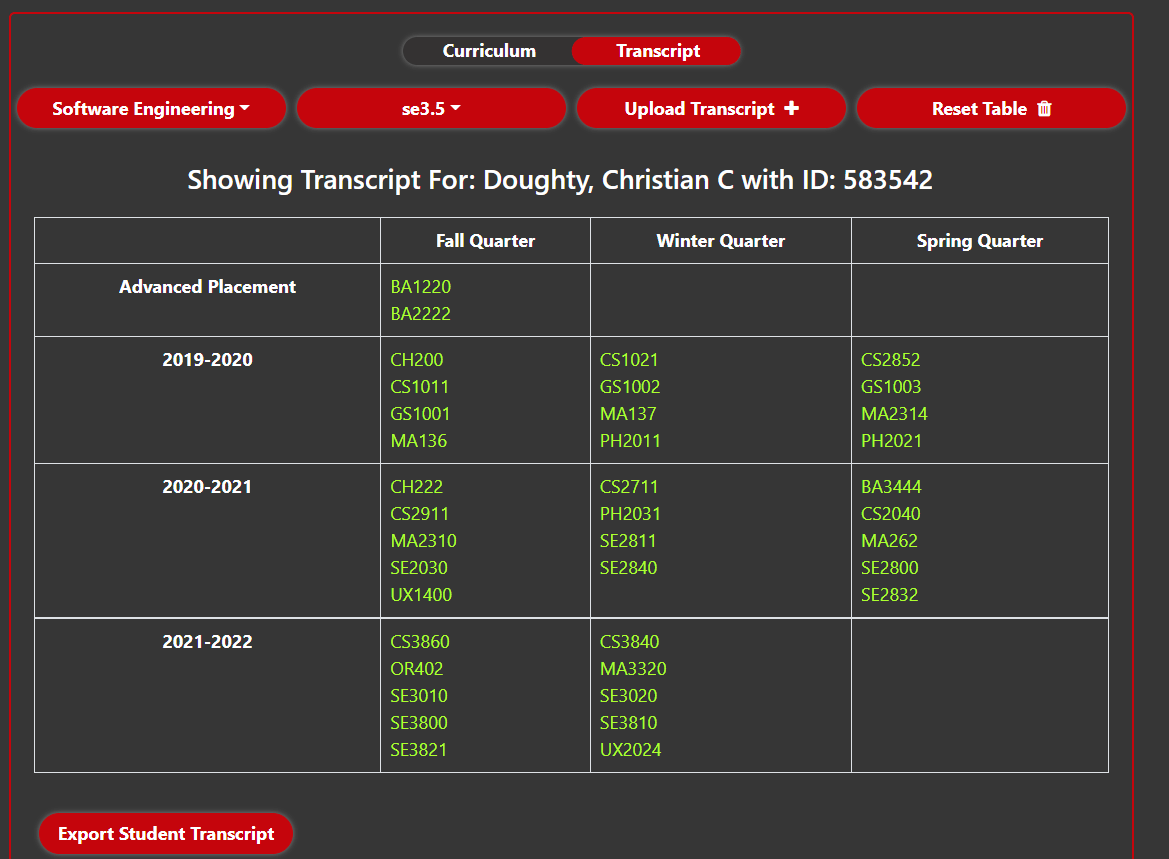 Curriculum Transcript
Software Engineering se3.5 Upload Transcript Reset Table
Showing Transcript For: Doughty, Christian C with ID: 583542
Fall Quarter Winter Quarter Spring Quarter
Advanced Placement BA1220
BA2222
2019-2020 CH200 CS1021 CS2852
CS1011 GS1002 GS1003
GS1001 MA137 MA2314
MA136 PH2011 PH2021
2020-2021 CH222 CS2711 BA3444
CS2911 PH2031 CS2040
MA2310 SE2811 MA262
SE2030 SE2840 SE2800
UX1400 SE2832
2021-2022 CS3860 CS3840
OR402 MA3320
SE3010 SE3020
SE3800 SE3810
SE3821 UX2024
Export Student Transcript